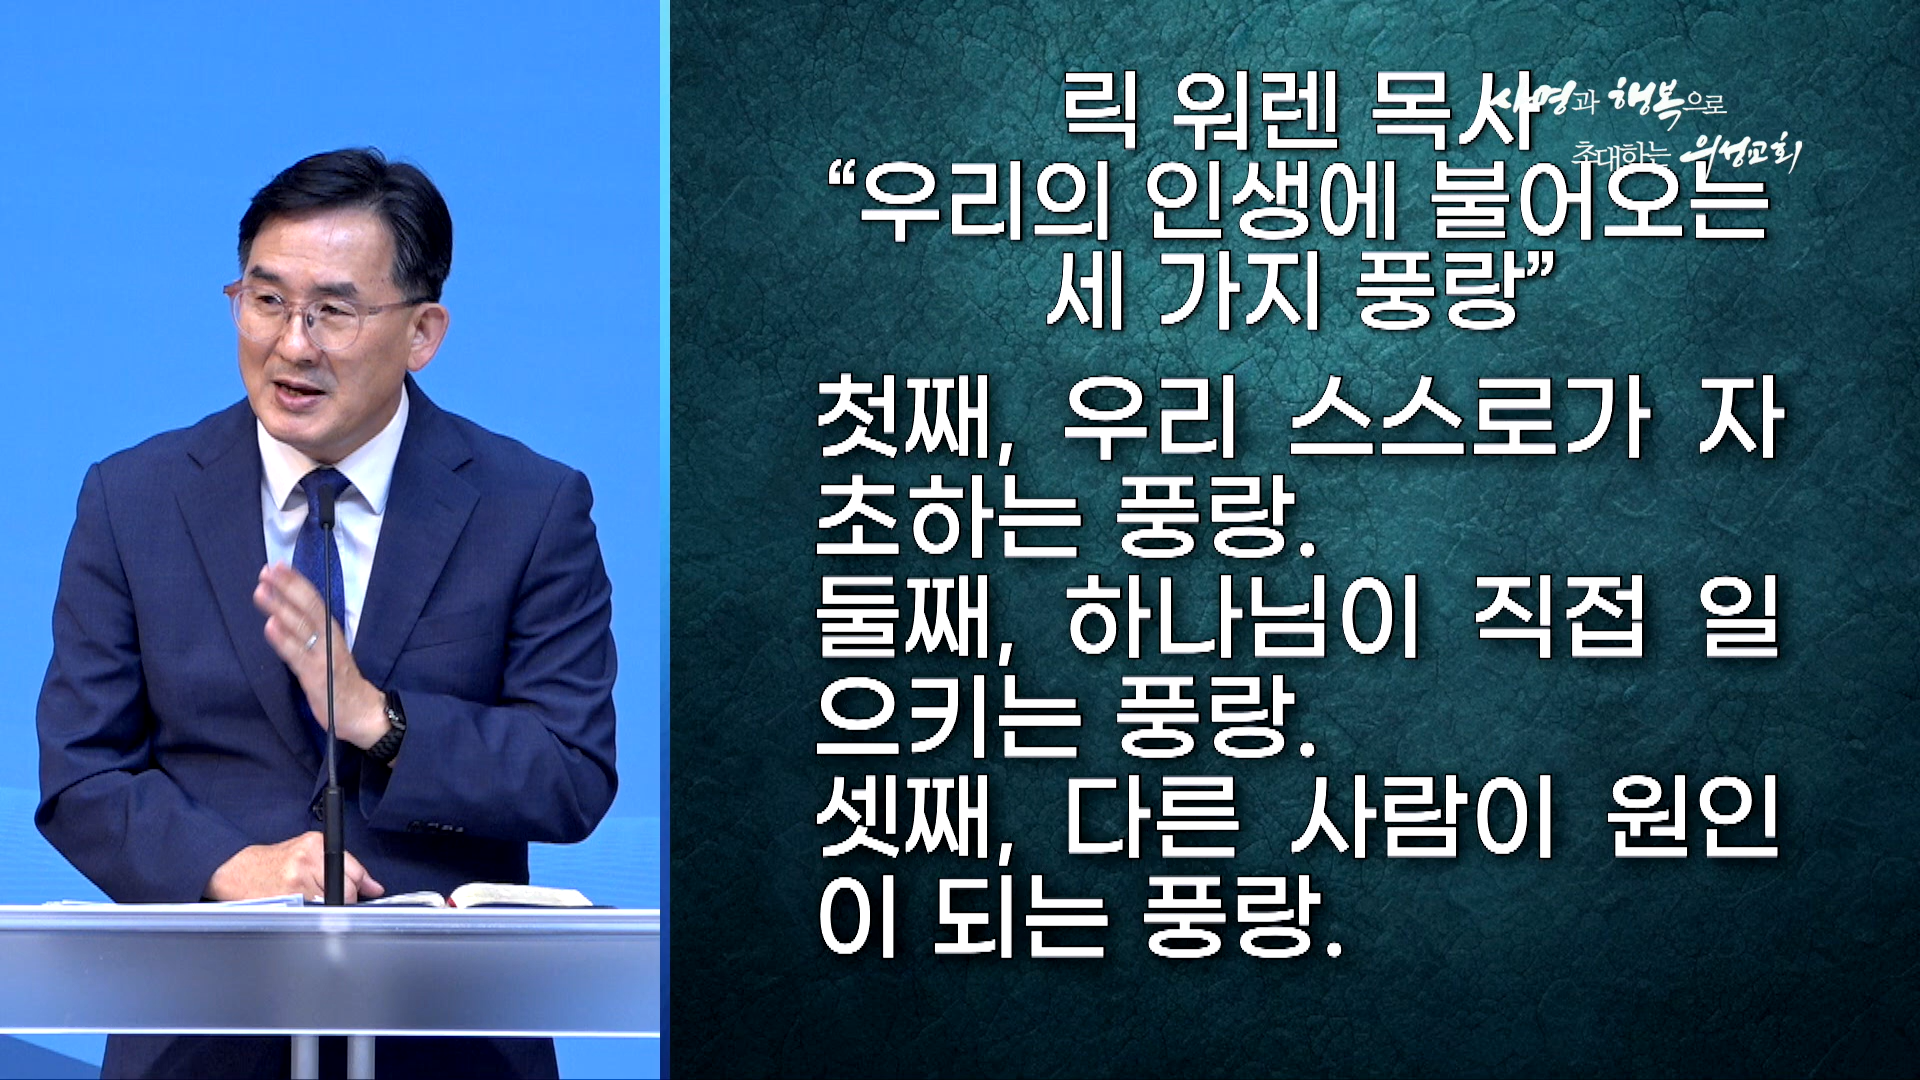 릭 워렌 목사
“우리의 인생에 불어오는
세 가지 풍랑”
첫째, 우리 스스로가 자
초하는 풍랑.
둘째, 하나님이 직접 일
으키는 풍랑.
셋째, 다른 사람이 원인
이 되는 풍랑.
사명과 행복으로
초대하는 위성교회